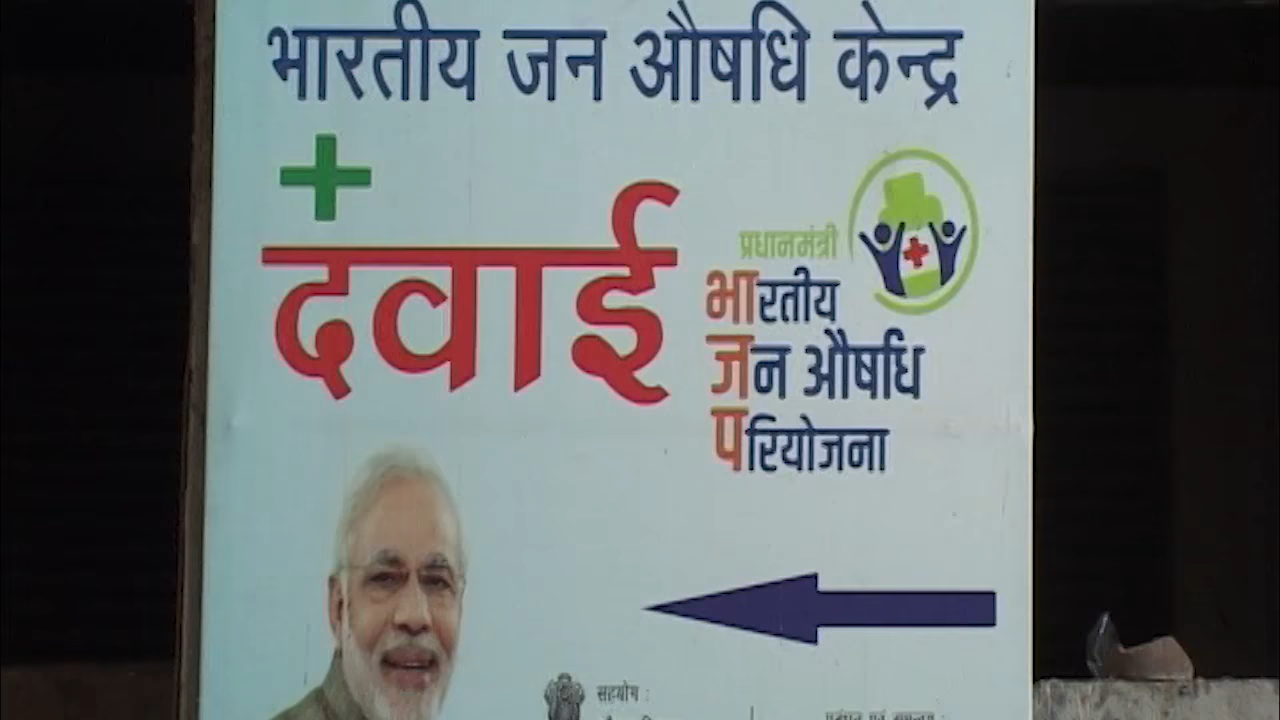 भारतीय जन औषधि केन्द्र
दवाई
प्रधानमंत्री
भारतीय
जन औषधि
परियोजना
सहयोग :